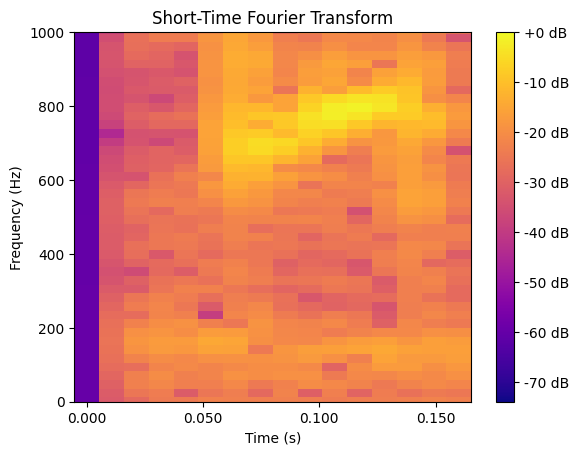 Short-Time Fourier Transform
Frequency (Hz)
1000
800
600
400
200
0
0.000
0.050
0.100
0.150
Time (s)
+0 dB
-10 dB
-20 dB
-30 dB
-40 dB
-50 dB
-60 dB
-70 dB